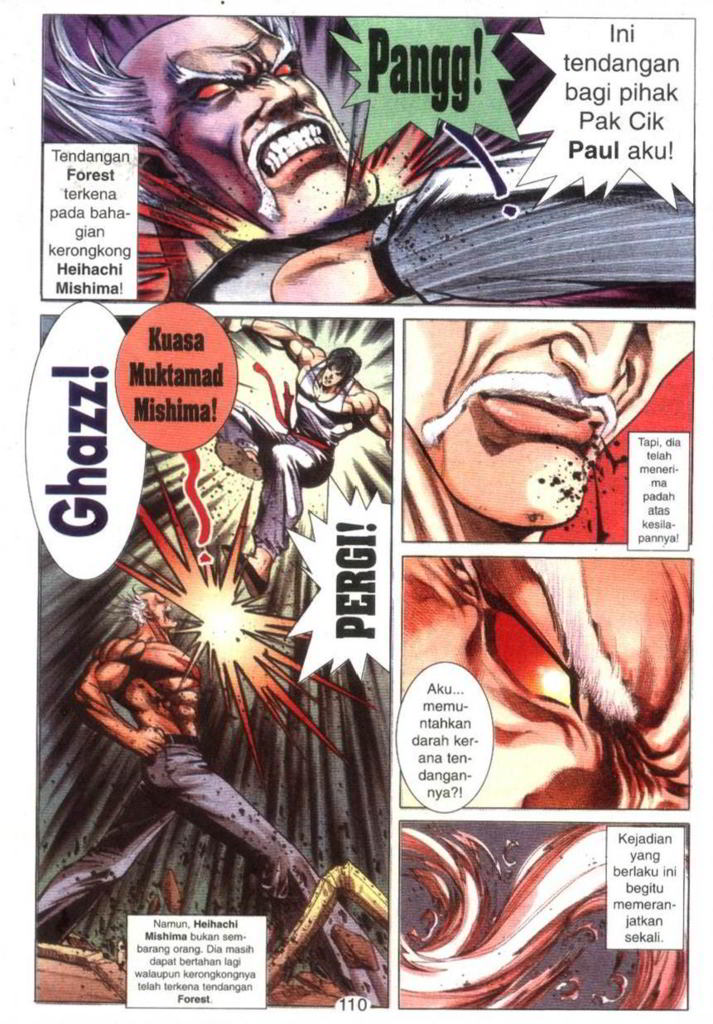 Pangg!
Ini
tendangan
bagi pihak
Pak Cik
Paul aku!
Tendangan
Forest
terkena
pada baha-
gian
kerongkong
Heihachi
Mishima!
Ghazz!
Kuasa
Muktamad
Mishima!
PERGI!
Namun, Heihachi
Mishima bukan sem-
barang orang. Dia masih
dapat bertahan lagi
walaupun kerongkongnya
telah terkena tendangan
Forest.
Tapi, dia
telah
meneri-
ma
padah
atas
kesila-
pannya!
Aku...
memu-
ntahkan
darah ker-
ana ten-
dangan-
nya?!
Kejadian
yang
berlaku ini
begitu
memeran-
jatkan
sekali.
110